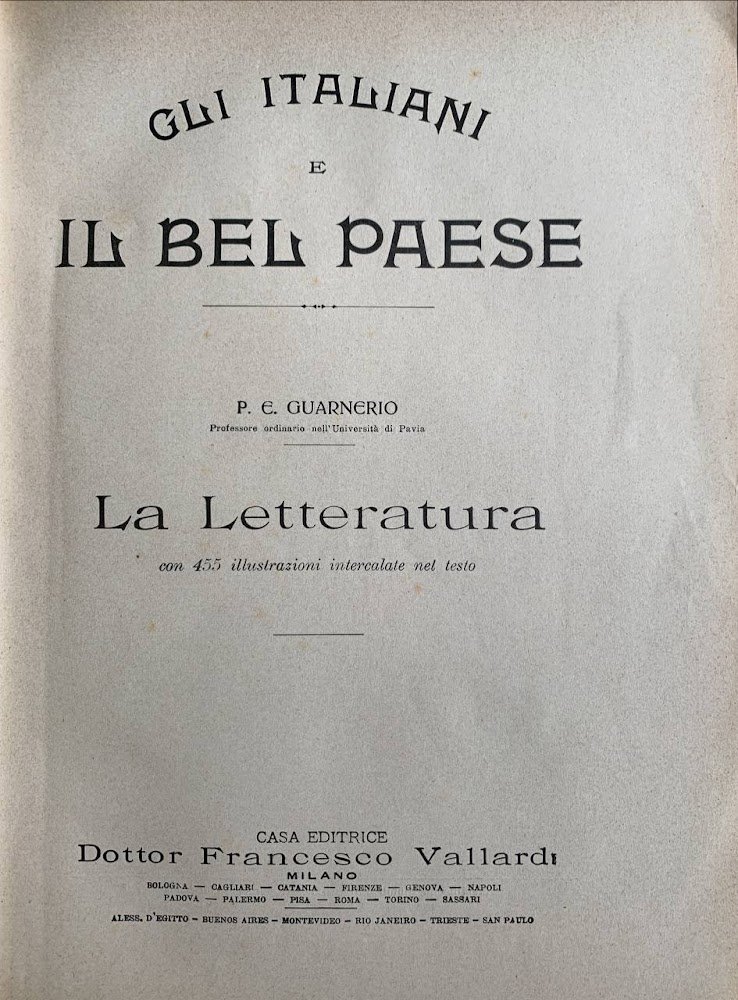 GLI ITALIANI
E
IL BEL PAESE
P. E. GUARNERIO
Professore ordinario nell'Università di Pavia
La Letteratura
con 455 illustrazioni intercalate nel testo
CASA EDITRICE
Dottor Francesco Vallardi
MILANO
BOLOGNA — CAGLIARI — CATANIA — FIRENZE — GENOVA — NAPOLI
PADOVA — PALERMO — PISA — ROMA — TORINO — SASSARI
ALESS. D'EGITTO - BUENOS AIRES - MONTEVIDEO - RIO JANEIRO - TRIESTE - SAN PAULO